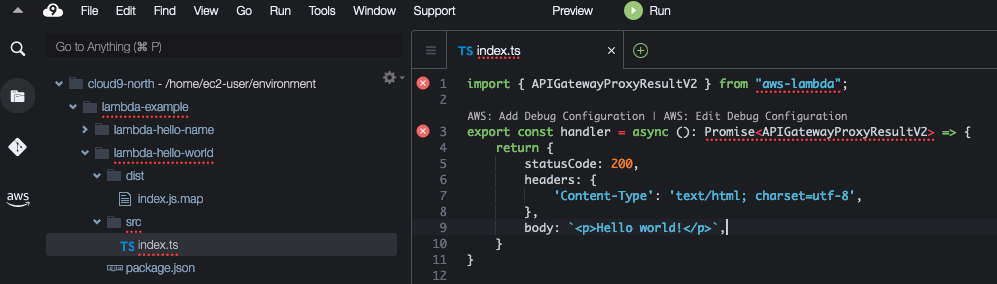 9 File Edit Find View Go Run Tools Window Support Preview Run
Go to Anything (⌘ P)
cloud9-north - /home/ec2-user/environment
lambda-example
lambda-hello-name
lambda-hello-world
dist
index.js.map
src
TS index.ts
package.json
aws
TS index.ts
1 import { APIGatewayProxyResultV2 } from "aws-lambda";
2
AWS: Add Debug Configuration | AWS: Edit Debug Configuration
3 export const handler = async (): Promise<APIGatewayProxyResultV2> => {
4 return {
5 statusCode: 200,
6 headers: {
7 'Content-Type': 'text/html; charset=utf-8',
8 },
9 body: `<p>Hello world!</p>`,
10 }
11 }
12